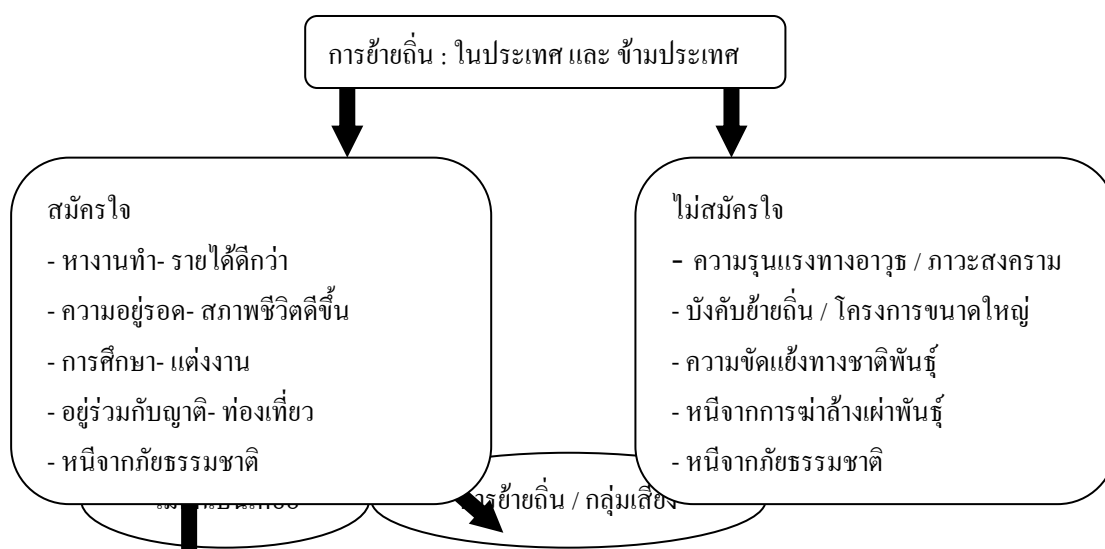 การย้ายถิ่น : ในประเทศ และ ข้ามประเทศ
สมัครใจ
- หางานทำ- รายได้ดีกว่า
- ความอยู่รอด- สภาพชีวิตดีขึ้น
- การศึกษา- แต่งงาน
- อยู่ร่วมกับญาติ- ท่องเที่ยว
- หนีจากภัยธรรมชาติ
ไม่สมัครใจ
- ความรุนแรงทางอาวุธ / ภาวะสงคราม
- บังคับย้ายถิ่น / โครงการขนาดใหญ่
- ความขัดแย้งทางชาติพันธุ์
- หนีจากการฆ่าล้างเผ่าพันธุ์
- หนีจากภัยธรรมชาติ
การย้ายถิ่น / กลุ่มเสี่ยง